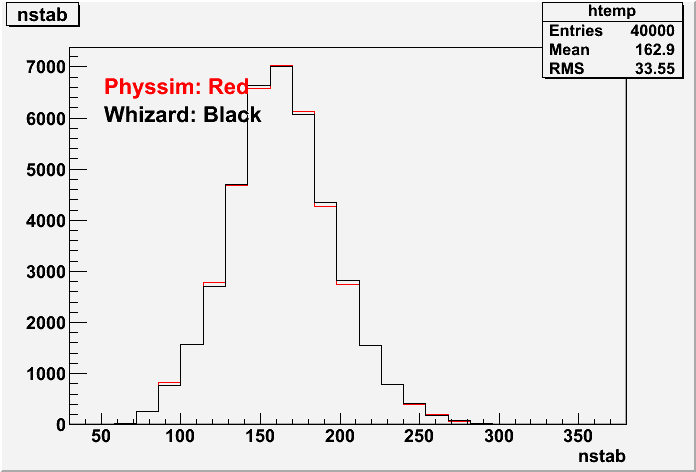 nstab
htemp
Entries 40000
Mean 162.9
RMS 33.55
Physsim: Red
Whizard: Black
7000
6000
5000
4000
3000
2000
1000
0
50 100 150 200 250 300 350
nstab